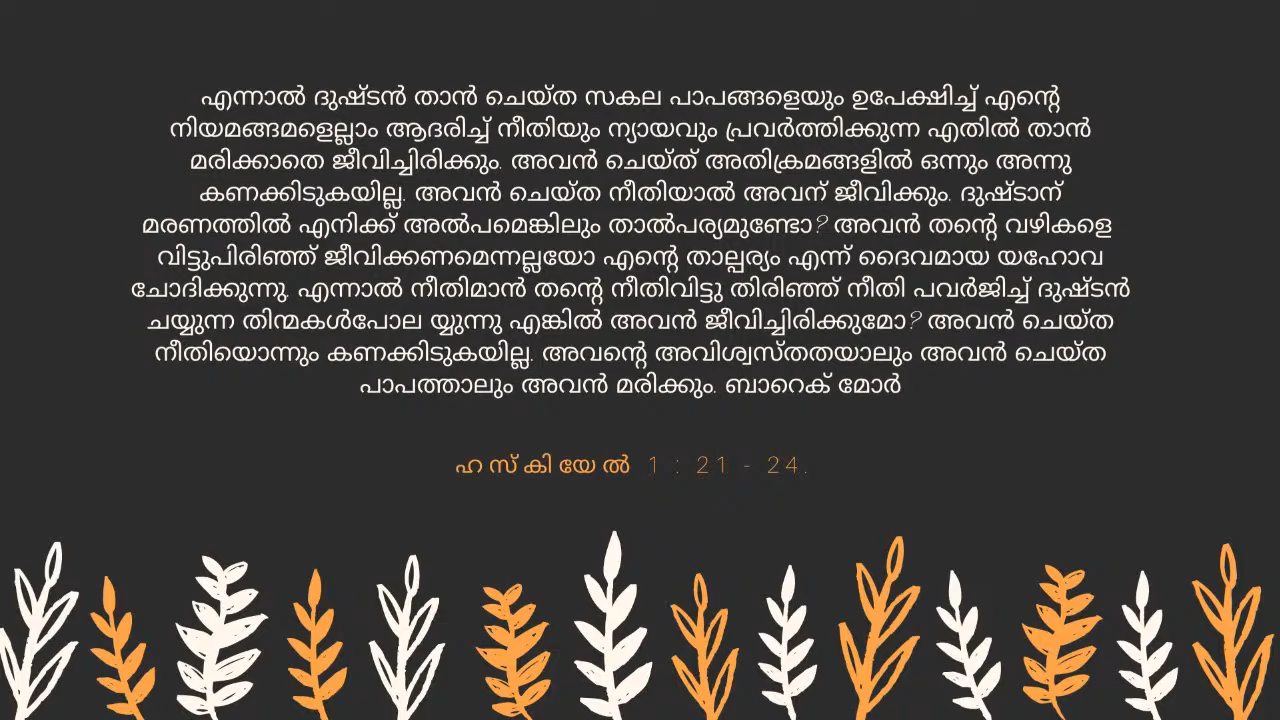 എന്നാൽ ദുഷ്ടൻ താൻ ചെയ്ത സകല പാപങ്ങളെയും ഉപേക്ഷിച്ച് എന്റെ
നിയമങ്ങമളെല്ലാം ആദരിച്ച് നീതിയും ന്യായവും പ്രവർത്തിക്കുന്ന എതിൽ താൻ
മരിക്കാതെ ജീവിച്ചിരിക്കും. അവൻ ചെയ്ത് അതിക്രമങ്ങളിൽ ഒന്നും അന്നു
കണക്കിടുകയില്ല. അവൻ ചെയ്ത നീതിയാൽ അവന് ജീവിക്കും. ദുഷ്ടാന്
മരണത്തിൽ എനിക്ക് അൽപമെങ്കിലും താൽപര്യമുണ്ടോ? അവൻ തന്റെ വഴികളെ
വിട്ടുപിരിഞ്ഞ് ജീവിക്കണമെന്നല്ലയോ എന്റെ താല്പര്യം എന്ന് ദൈവമായ യഹോവ
ചോദിക്കുന്നു. എന്നാൽ നീതിമാൻ തന്റെ നീതിവിട്ടു തിരിഞ്ഞ് നീതി പവർജിച്ച് ദുഷ്ടൻ
ചയ്യുന്ന തിന്മകൾപോല യ്യുന്നു എങ്കിൽ അവൻ ജീവിച്ചിരിക്കുമോ? അവൻ ചെയ്ത
നീതിയൊന്നും കണക്കിടുകയില്ല. അവന്റെ അവിശ്വസ്തതയാലും അവൻ ചെയ്ത
പാപത്താലും അവൻ മരിക്കും. ബാറെക് മോർ
ഹസ്കിയേൽ 1 : 21 - 24.